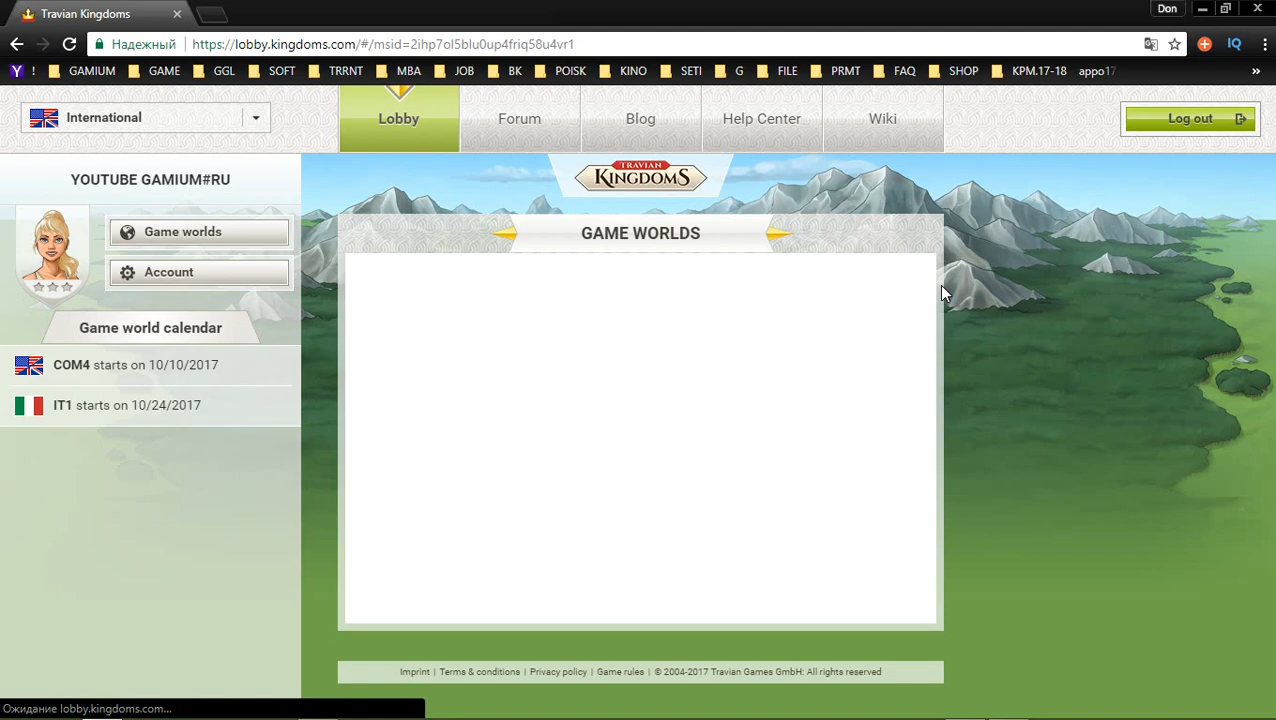 Travian Kingdoms
Don
Надежный
https://lobby.kingdoms.com/#/msid=2ihp7ol5blu0up4friq58u4vr1
IQ
Y ! GAMIUM GAME GGL SOFT TRRNT MBA JOB BK POISK KINO SETI G FILE PRMT FAQ SHOP KPM.17-18 appo17 »
International
Lobby Forum Blog Help Center Wiki
Log out
YOUTUBE GAMIUM#RU
TRAVIAN
KINGDOMS
Game worlds
GAME WORLDS
Account
Game world calendar
COM4 starts on 10/10/2017
IT1 starts on 10/24/2017
Imprint | Terms & conditions | Privacy policy | Game rules | © 2004-2017 Travian Games GmbH: All rights reserved
Ожидание lobby.kingdoms.com...